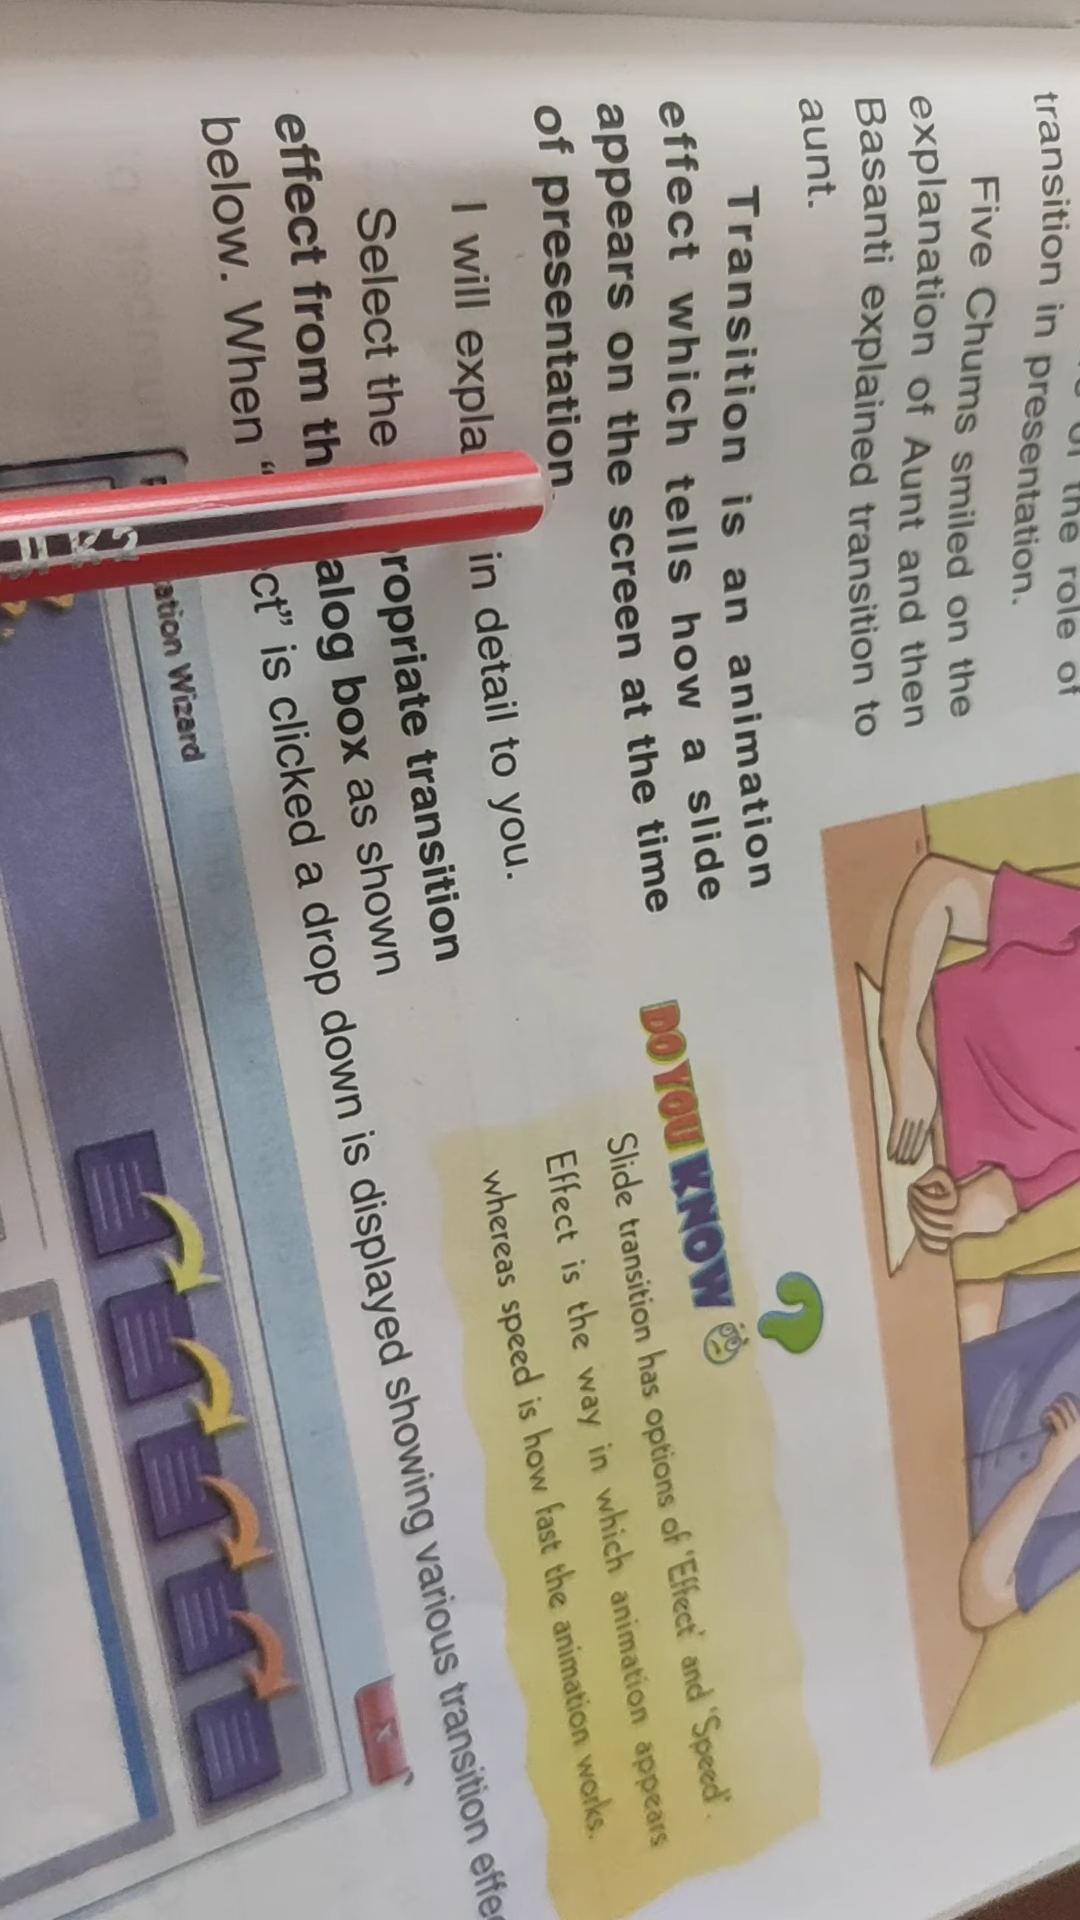 of the role of
transition in presentation.
Five Chums smiled on the
explanation of Aunt and then
Basanti explained transition to
aunt.
Transition is an animation
effect which tells how a slide
appears on the screen at the time
of presentation
I will expla in detail to you.
Select the ropriate transition
effect from th alog box as shown
below. When “ ct” is clicked a drop down is displayed showing various transition effe
DO YOU KNOW ?
Slide transition has options of 'Effect' and 'Speed'.
Effect is the way in which animation appears
whereas speed is how fast the animation works.
ation Wizard
x